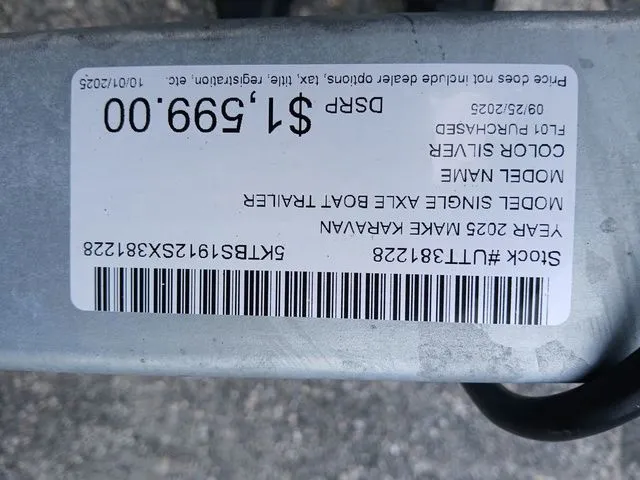 Stock #UTT381228 5KTBS1912SX381228
YEAR 2025 MAKE KARAVAN
MODEL SINGLE AXLE BOAT TRAILER
MODEL NAME
COLOR SILVER
FL01 PURCHASED
09/25/2025 DSRP $1,599.00
Price does not include dealer options, tax, title, registration, etc. 10/01/2025